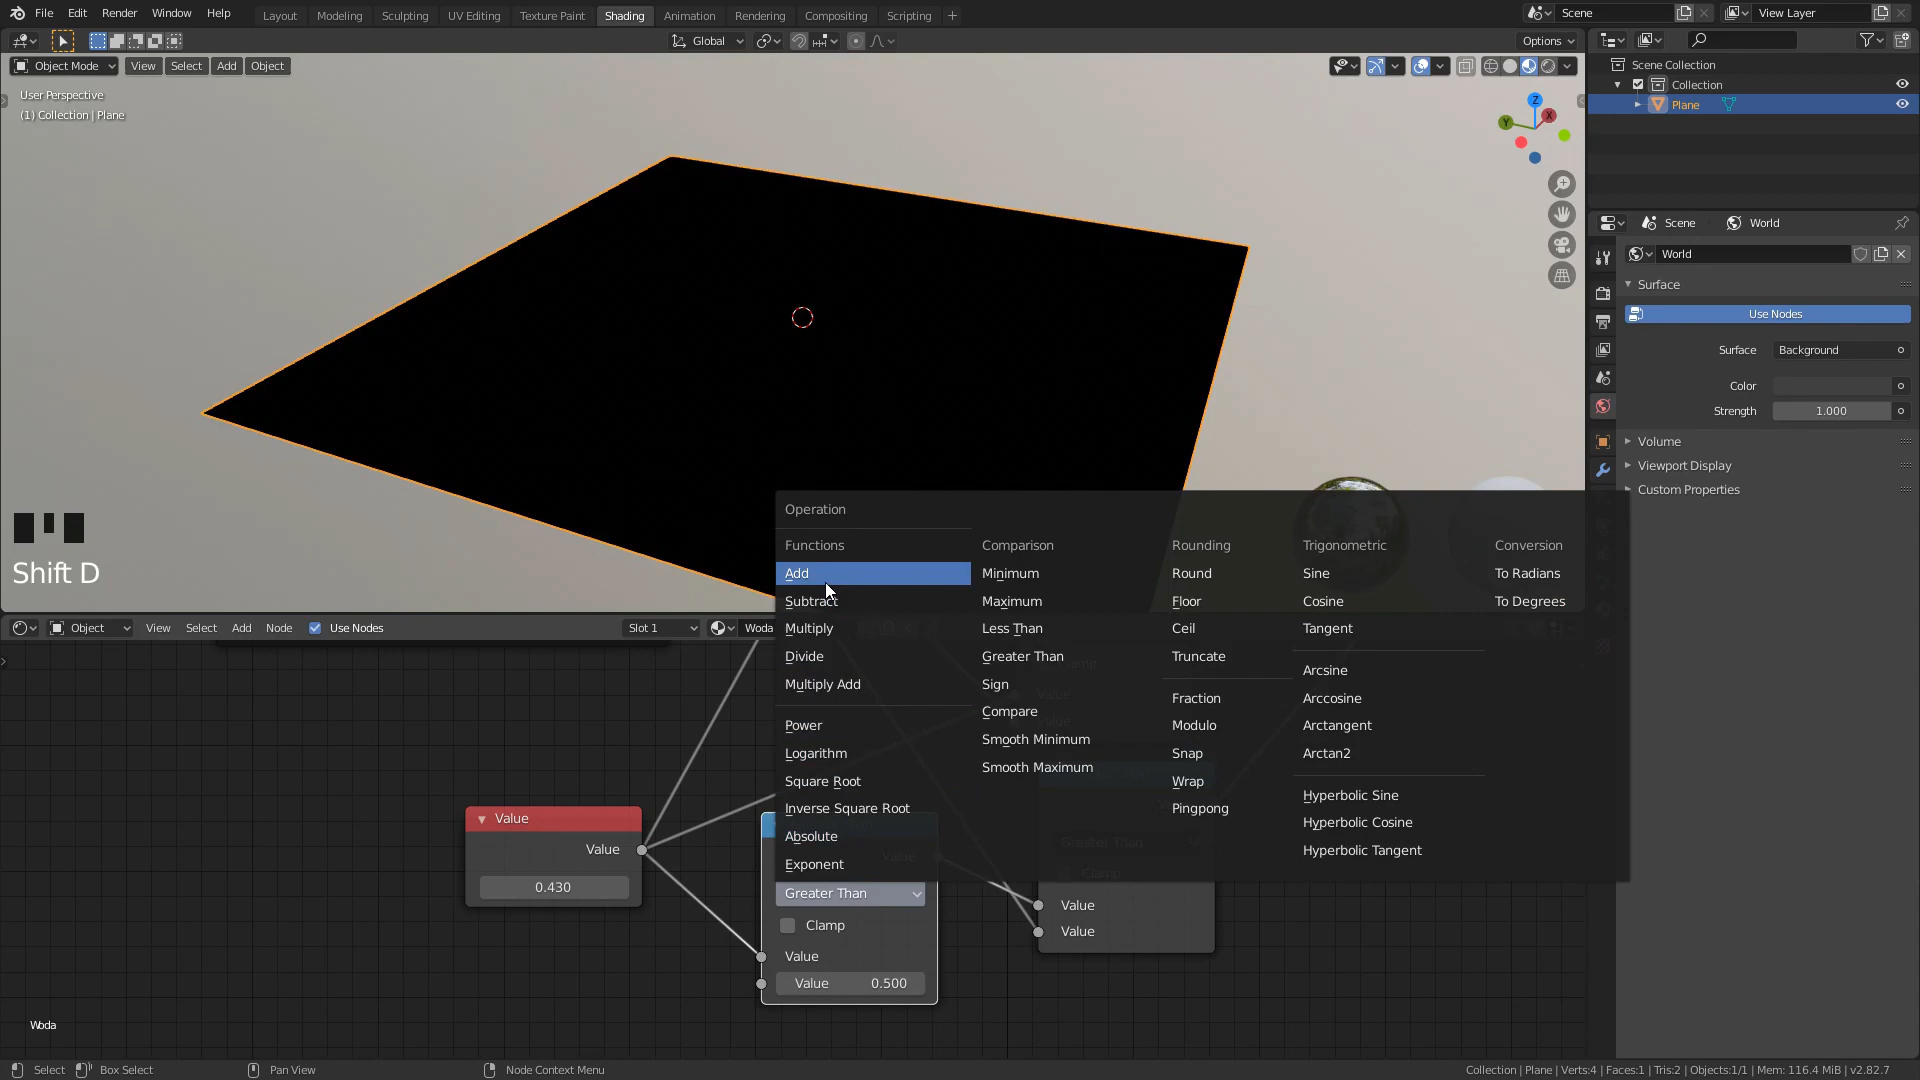 File Edit Render Window Help
Layout Modeling Sculpting UV Editing Texture Paint Shading Animation Rendering Compositing Scripting +
Scene
View Layer
Global
Options
Object Mode View Select Add Object
User Perspective
(1) Collection | Plane
Z
Y
X
Scene Collection
Collection
Plane
Scene World
World
Surface
Use Nodes
Surface Background
Color
Strength 1.000
Volume
Viewport Display
Custom Properties
Shift D
Operation
Functions
Add
Subtract
Multiply
Divide
Multiply Add
Power
Logarithm
Square Root
Inverse Square Root
Absolute
Exponent
Comparison
Minimum
Maximum
Less Than
Greater Than
Sign
Compare
Smooth Minimum
Smooth Maximum
Rounding
Round
Floor
Ceil
Truncate
Fraction
Modulo
Snap
Wrap
Pingpong
Trigonometric
Sine
Cosine
Tangent
Arcsine
Arccosine
Arctangent
Arctan2
Hyperbolic Sine
Hyperbolic Cosine
Hyperbolic Tangent
Conversion
To Radians
To Degrees
Object View Select Add Node Use Nodes
Slot 1
Woda
Value
Value
0.430
Value
Greater Than
Clamp
Value
Value 0.500
Clamp
Value
Value
Greater Than
Clamp
Value
Value
Woda
Select Box Select Pan View Node Context Menu
Collection | Plane | Verts:4 | Faces:1 | Tris:2 | Objects:1/1 | Mem: 116.4 MiB | v2.82.7